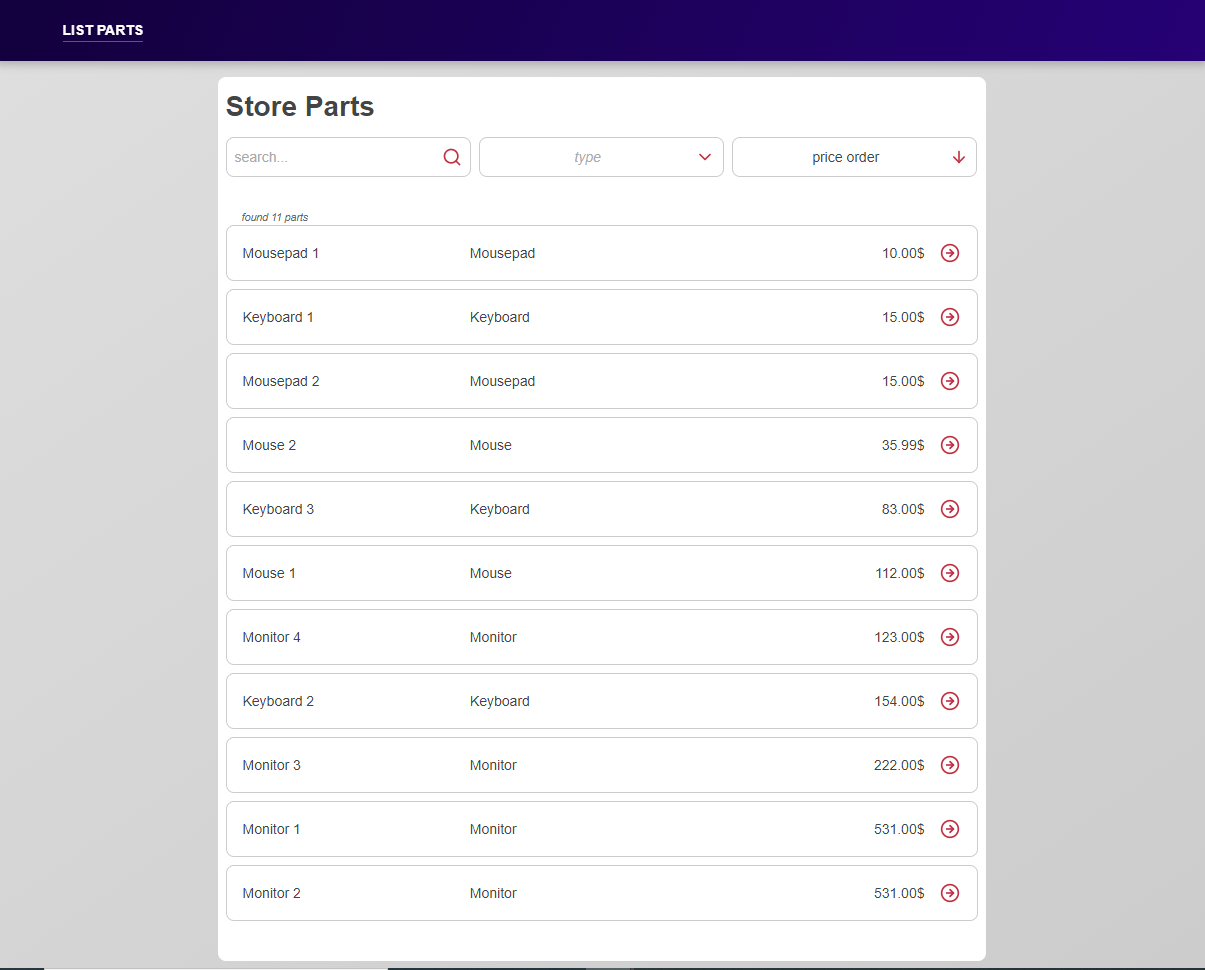 LIST PARTS
Store Parts
search... type price order
found 11 parts
Mousepad 1 Mousepad 10.00$
Keyboard 1 Keyboard 15.00$
Mousepad 2 Mousepad 15.00$
Mouse 2 Mouse 35.99$
Keyboard 3 Keyboard 83.00$
Mouse 1 Mouse 112.00$
Monitor 4 Monitor 123.00$
Keyboard 2 Keyboard 154.00$
Monitor 3 Monitor 222.00$
Monitor 1 Monitor 531.00$
Monitor 2 Monitor 531.00$